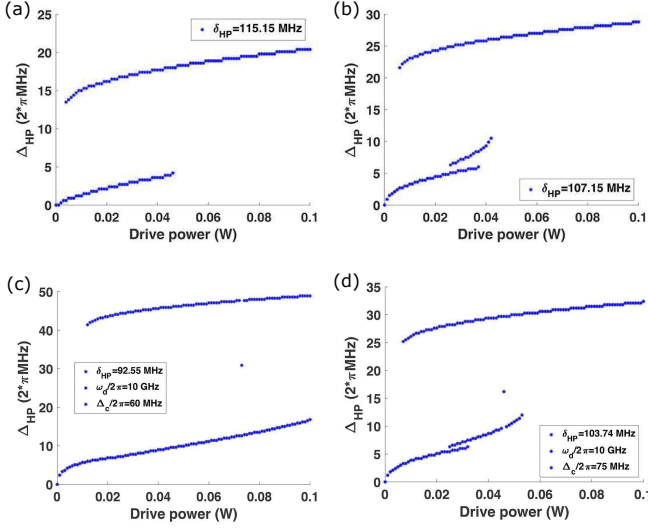 (a)
δHP=115.15 MHz
25
20
15
10
5
0
ΔHP (2*πMHz)
0
0.02
0.04
0.06
0.08
0.1
Drive power (W)
(b)
δHP=107.15 MHz
30
25
20
15
10
5
0
ΔHP (2*πMHz)
0
0.02
0.04
0.06
0.08
0.1
Drive power (W)
(c)
δHP=92.55 MHz
ωd/2π=10 GHz
Δc/2π=60 MHz
50
40
30
20
10
0
ΔHP (2*πMHz)
0
0.02
0.04
0.06
0.08
0.1
Drive power (W)
(d)
δHP=103.74 MHz
ωd/2π=10 GHz
Δc/2π=75 MHz
35
30
25
20
15
10
5
0
ΔHP (2*πMHz)
0
0.02
0.04
0.06
0.08
0.1
Drive power (W)